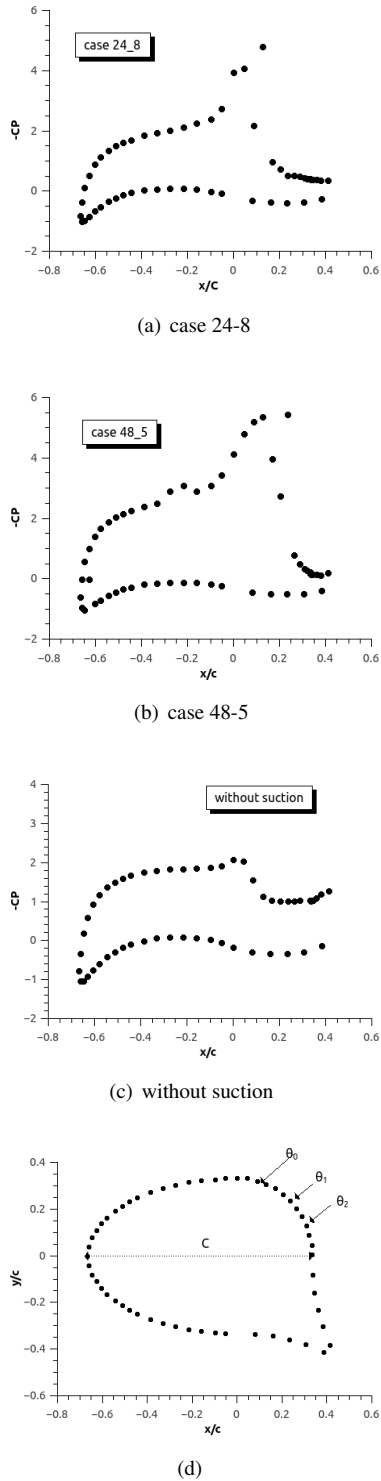 6
4
2
0
−2
-CP
case 24_8
−0.8 −0.6 −0.4 −0.2 0 0.2 0.4 0.6
x/C
(a) case 24-8
6
4
2
0
−2
-CP
case 48_5
−0.8 −0.6 −0.4 −0.2 0 0.2 0.4 0.6
x/c
(b) case 48-5
4
3
2
1
0
−1
−2
-CP
without suction
−0.8 −0.6 −0.4 −0.2 0 0.2 0.4 0.6
x/c
(c) without suction
0.4
0.2
0
−0.2
−0.4
−0.6
y/c
θ0
θ1
θ2
C
−0.8 −0.6 −0.4 −0.2 0 0.2 0.4 0.6
x/c
(d)